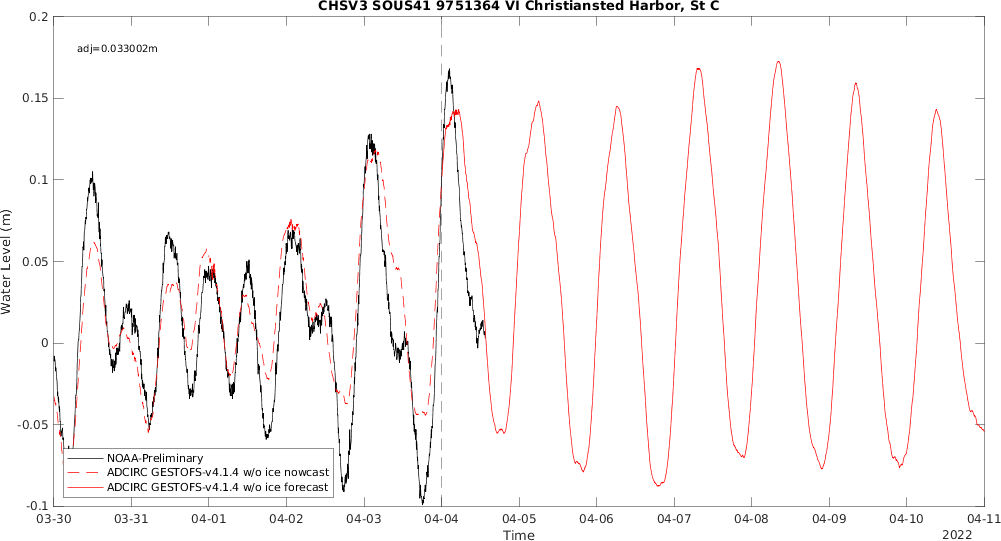 CHSV3 SOUS41 9751364 VI Christiansted Harbor, St C
adj=0.033002m
Water Level (m)
0.2
0.15
0.1
0.05
0
-0.05
-0.1
NOAA-Preliminary
ADCIRC GESTOFS-v4.1.4 w/o ice nowcast
ADCIRC GESTOFS-v4.1.4 w/o ice forecast
03-30 03-31 04-01 04-02 04-03 04-04 04-05 04-06 04-07 04-08 04-09 04-10 04-11
Time
2022